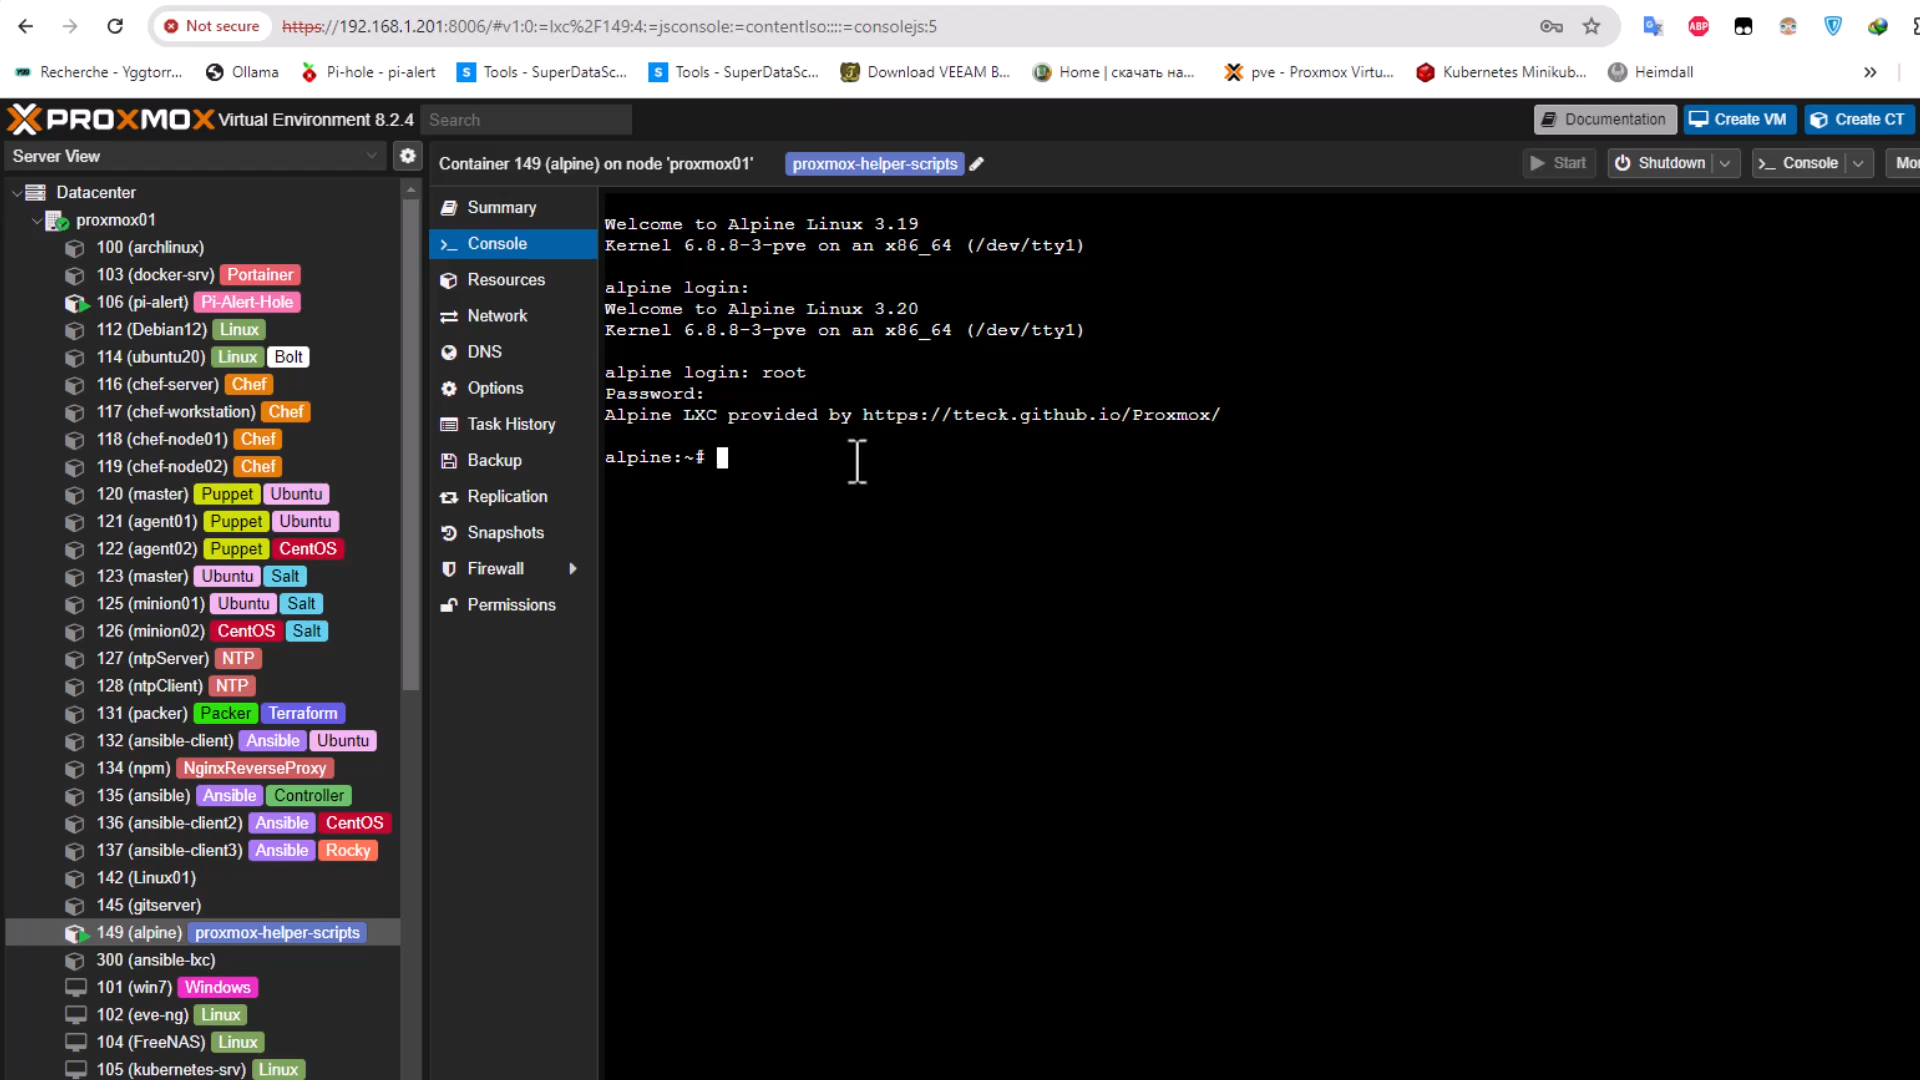 Not secure https://192.168.1.201:8006/#v1:0:=lxc%2F149:4:=jsconsole:=contentIso::::=consolejs:5
Recherche - Yggtorr... Ollama Pi-hole - pi-alert Tools - SuperDataSc... Tools - SuperDataSc... Download VEEAM B... Home | скачать на... pve - Proxmox Virtu... Kubernetes Minikub... Heimdall »
PROXMOX Virtual Environment 8.2.4 Search Documentation Create VM Create CT
Server View
Container 149 (alpine) on node 'proxmox01' proxmox-helper-scripts Start Shutdown Console
Datacenter
proxmox01
100 (archlinux)
103 (docker-srv) Portainer
106 (pi-alert) Pi-Alert-Hole
112 (Debian12) Linux
114 (ubuntu20) Linux Bolt
116 (chef-server) Chef
117 (chef-workstation) Chef
118 (chef-node01) Chef
119 (chef-node02) Chef
120 (master) Puppet Ubuntu
121 (agent01) Puppet Ubuntu
122 (agent02) Puppet CentOS
123 (master) Ubuntu Salt
125 (minion01) Ubuntu Salt
126 (minion02) CentOS Salt
127 (ntpServer) NTP
128 (ntpClient) NTP
131 (packer) Packer Terraform
132 (ansible-client) Ansible Ubuntu
134 (npm) NginxReverseProxy
135 (ansible) Ansible Controller
136 (ansible-client2) Ansible CentOS
137 (ansible-client3) Ansible Rocky
142 (Linux01)
145 (gitserver)
149 (alpine) proxmox-helper-scripts
300 (ansible-lxc)
101 (win7) Windows
102 (eve-ng) Linux
104 (FreeNAS) Linux
105 (kubernetes-srv) Linux
Summary
Console
Resources
Network
DNS
Options
Task History
Backup
Replication
Snapshots
Firewall
Permissions
Welcome to Alpine Linux 3.19
Kernel 6.8.8-3-pve on an x86_64 (/dev/tty1)
alpine login:
Welcome to Alpine Linux 3.20
Kernel 6.8.8-3-pve on an x86_64 (/dev/tty1)
alpine login: root
Password:
Alpine LXC provided by https://tteck.github.io/Proxmox/
alpine:~#